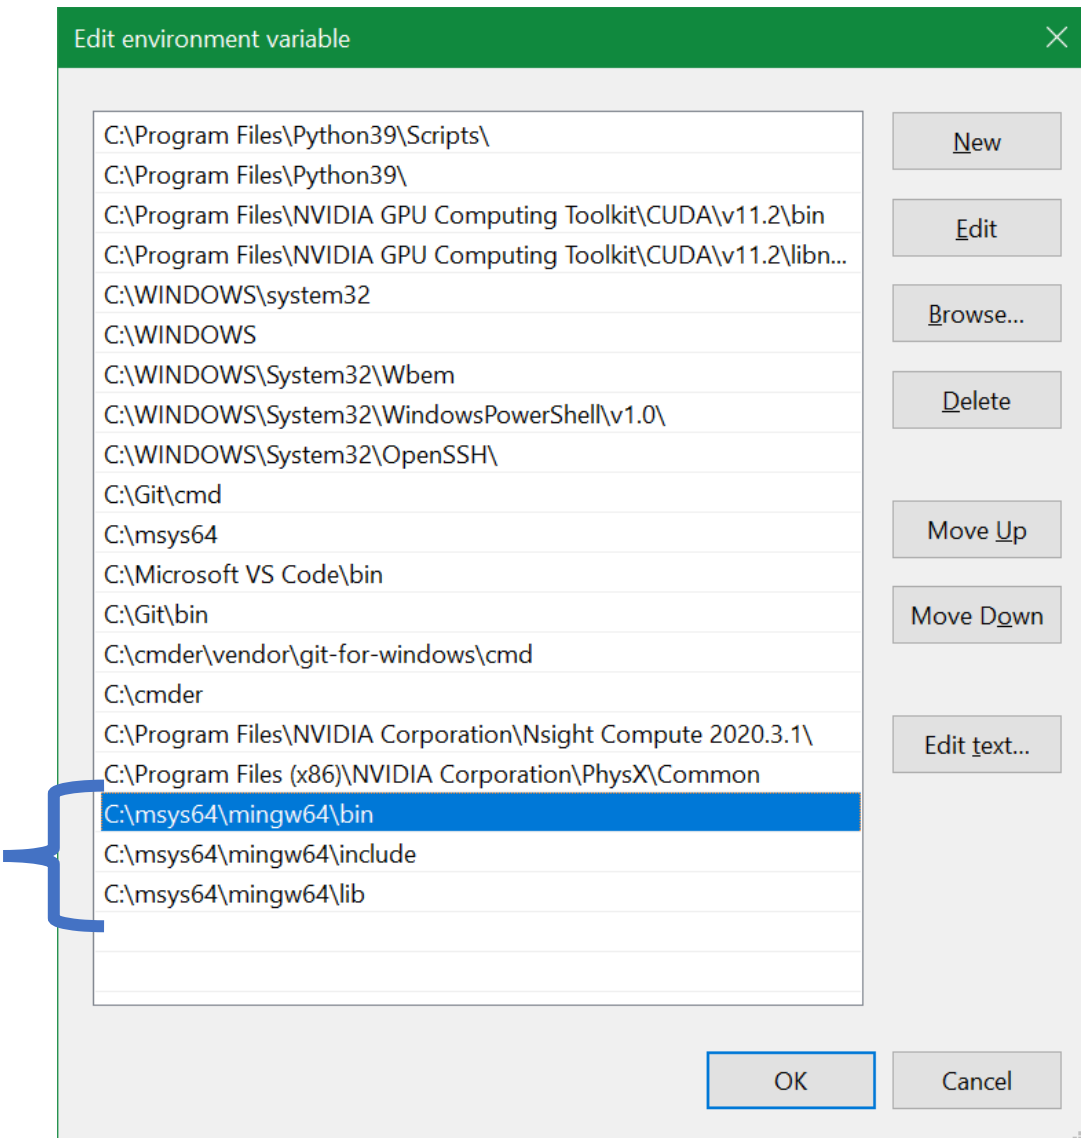 Edit environment variable
C:\Program Files\Python39\Scripts\
New
C:\Program Files\Python39\
C:\Program Files\NVIDIA GPU Computing Toolkit\CUDA\v11.2\bin
Edit
C:\Program Files\NVIDIA GPU Computing Toolkit\CUDA\v11.2\libn...
C:\WINDOWS\system32
Browse...
C:\WINDOWS
C:\WINDOWS\System32\Wbem
Delete
C:\WINDOWS\System32\WindowsPowerShell\v1.0\
C:\WINDOWS\System32\OpenSSH\
C:\Git\cmd
C:\msys64
Move Up
C:\Microsoft VS Code\bin
C:\Git\bin
Move Down
C:\cmder\vendor\git-for-windows\cmd
C:\cmder
C:\Program Files\NVIDIA Corporation\Nsight Compute 2020.3.1\
Edit text...
C:\Program Files (x86)\NVIDIA Corporation\PhysX\Common
C:\msys64\mingw64\bin
C:\msys64\mingw64\include
C:\msys64\mingw64\lib
OK
Cancel